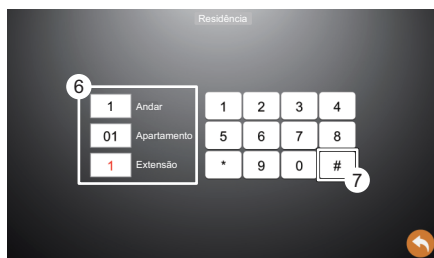 Residência
6
1 Andar 1 2 3 4
01 Apartamento 5 6 7 8
1 Extensão * 9 0 #
7